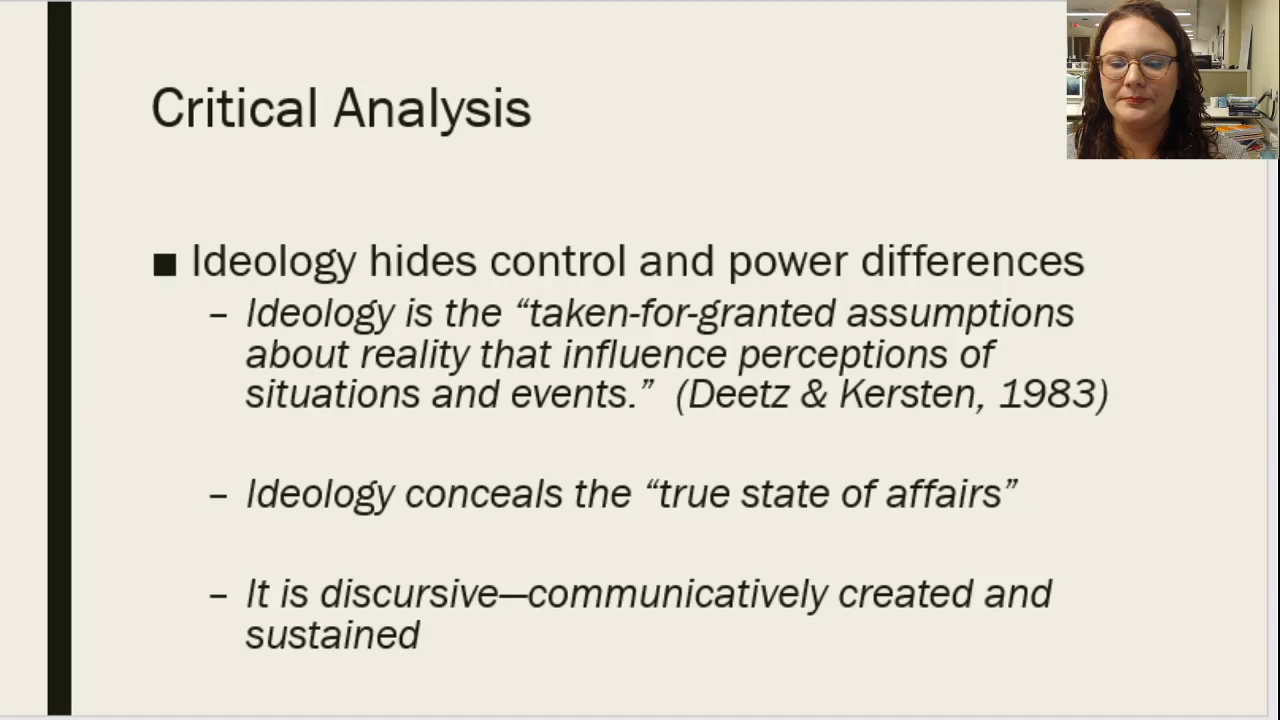 Critical Analysis
■ Ideology hides control and power differences
– Ideology is the “taken-for-granted assumptions
about reality that influence perceptions of
situations and events.”  (Deetz & Kersten, 1983)
– Ideology conceals the “true state of affairs”
– It is discursive—communicatively created and
sustained